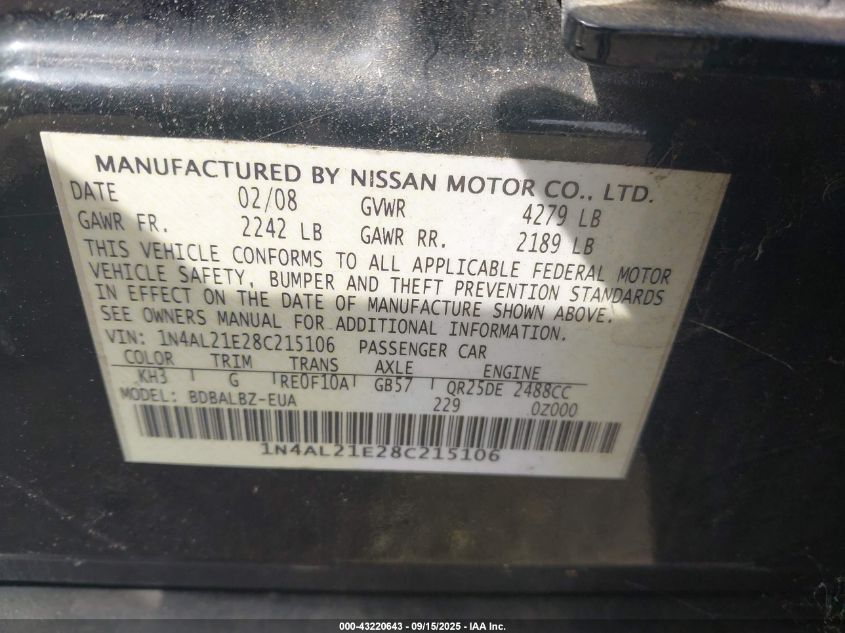 MANUFACTURED BY NISSAN MOTOR CO., LTD.
DATE 02/08 GVWR 4279 LB
GAWR FR. 2242 LB GAWR RR. 2189 LB
THIS VEHICLE CONFORMS TO ALL APPLICABLE FEDERAL MOTOR
VEHICLE SAFETY, BUMPER AND THEFT PREVENTION STANDARDS
IN EFFECT ON THE DATE OF MANUFACTURE SHOWN ABOVE.
SEE OWNERS MANUAL FOR ADDITIONAL INFORMATION.
VIN: 1N4AL21E28C215106 PASSENGER CAR
COLOR TRIM TRANS AXLE ENGINE
KH3 G RE0F10A GB57 QR25DE 2488CC
MODEL: BDBALBZ-EUA 229 0Z000
1N4AL21E28C215106
000-43220643 - 09/15/2025 - IAA Inc.